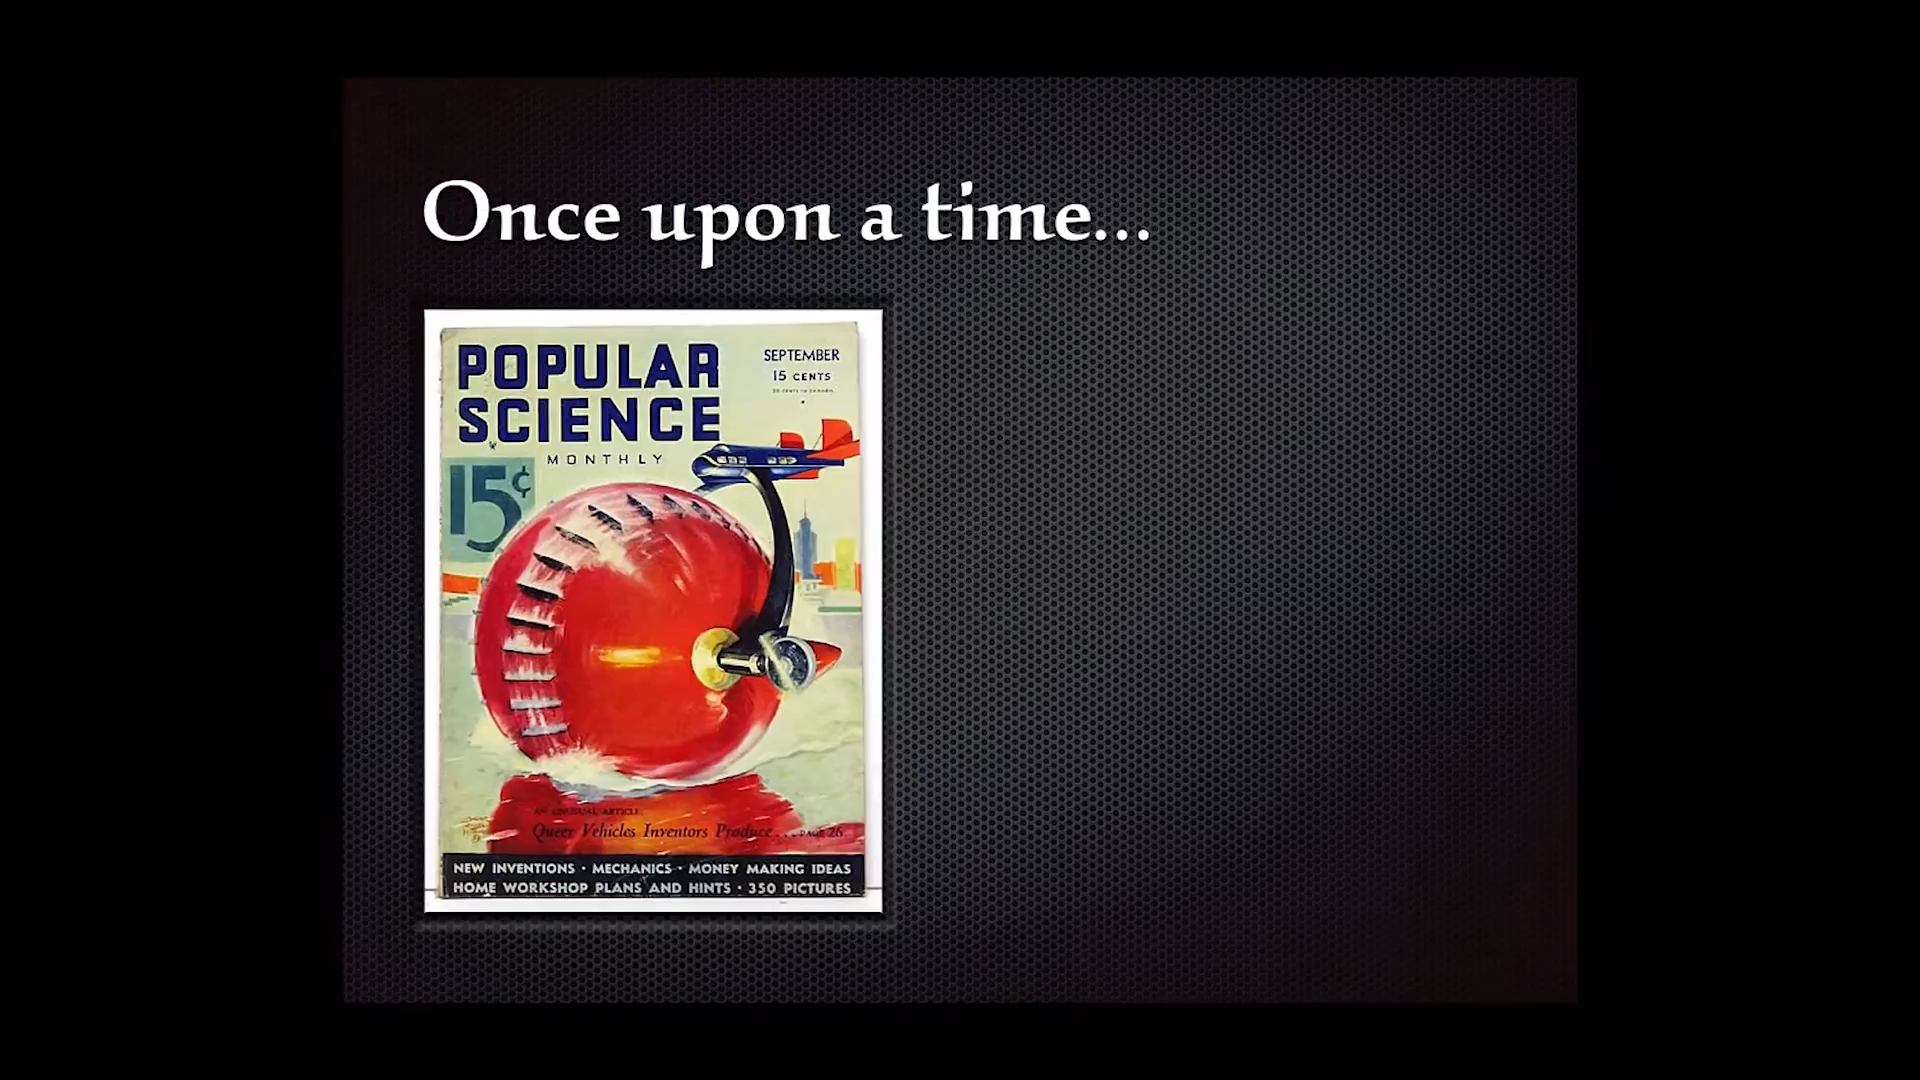 Once upon a time...
POPULAR
SCIENCE
MONTHLY
SEPTEMBER
15 CENTS
15¢
AN UNUSUAL ARTICLE
Queer Vehicles Inventors Produce... PAGE 26
NEW INVENTIONS · MECHANICS · MONEY MAKING IDEAS
HOME WORKSHOP PLANS AND HINTS · 350 PICTURES